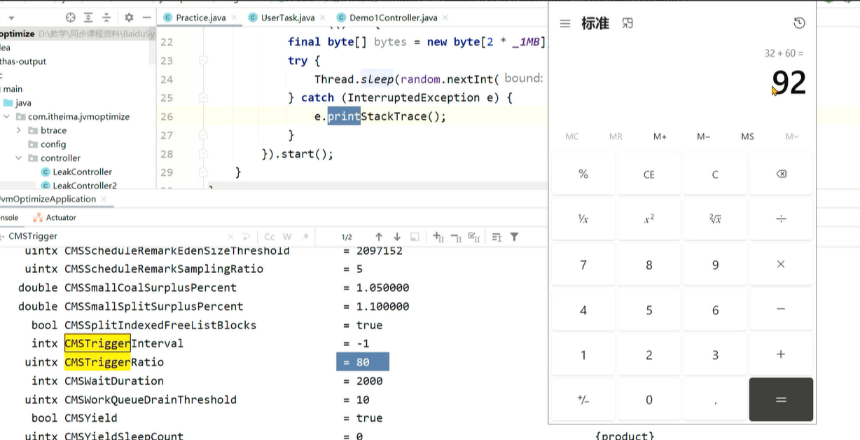 Practice.java
UserTask.java
Demo1Controller.java
optimize D:\教学\同步课程资料\BaiduSy
dea
thas-output
c
main
java
com.itheima.jvmoptimize
btrace
config
controller
LeakController
LeakController2
22 final byte[] bytes = new byte[2 * _1MB]
23 try {
24 Thread.sleep(random.nextInt( bound:
25 } catch (InterruptedException e) {
26 e.printStackTrace();
27 }
28 }).start();
29 }
JvmOptimizeApplication
nsole Actuator
CMSTrigger Cc W .* 1/2
uintx CMSScheduleRemarkEdenSizeThreshold = 2097152
uintx CMSScheduleRemarkSamplingRatio = 5
double CMSSmallCoalSurplusPercent = 1.050000
double CMSSmallSplitSurplusPercent = 1.100000
bool CMSSplitIndexedFreeListBlocks = true
intx CMSTriggerInterval = -1
uintx CMSTriggerRatio = 80
intx CMSWaitDuration = 2000
uintx CMSWorkQueueDrainThreshold = 10
bool CMSYield = true
uintx CMSYieldSleepCount = 0 {product}
标准
32 + 60 =
92
MC MR M+ M− MS M˅
% CE C
¹/x x² ²√x ÷
7 8 9 ×
4 5 6 −
1 2 3 +
+/− 0 . =